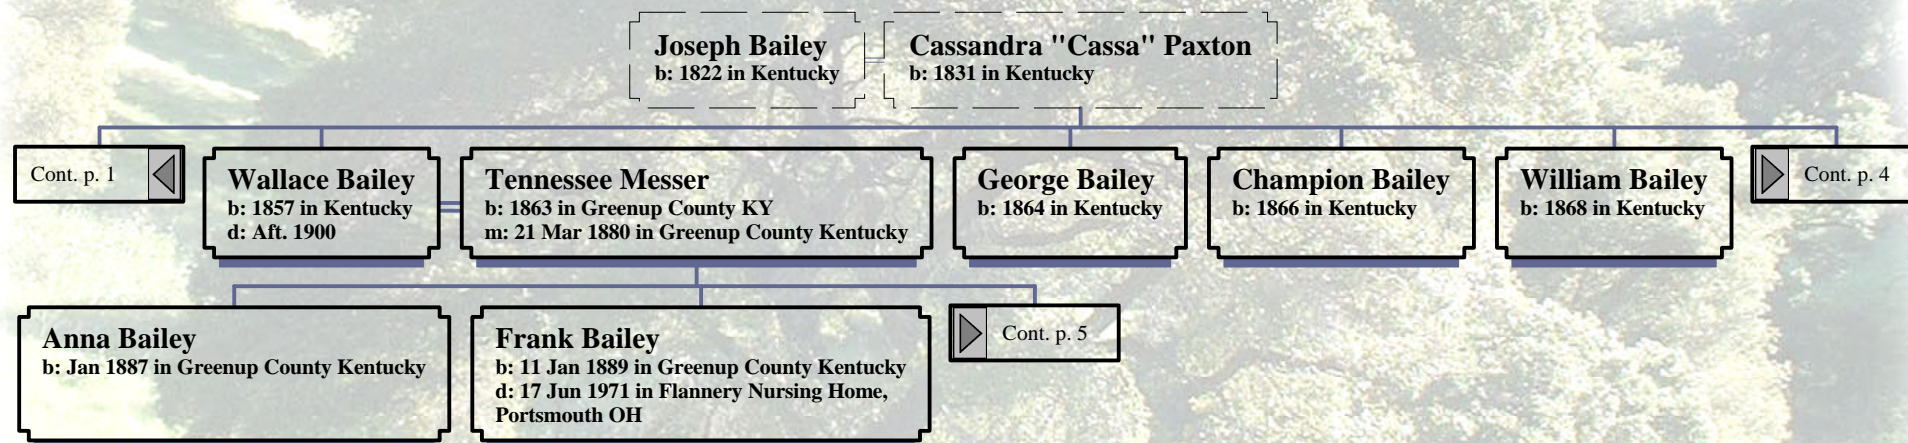 Joseph Bailey
b: 1822 in Kentucky
Cassandra "Cassa" Paxton
b: 1831 in Kentucky
Cont. p. 1
Wallace Bailey
b: 1857 in Kentucky
d: Aft. 1900
Tennessee Messer
b: 1863 in Greenup County KY
m: 21 Mar 1880 in Greenup County Kentucky
George Bailey
b: 1864 in Kentucky
Champion Bailey
b: 1866 in Kentucky
William Bailey
b: 1868 in Kentucky
Cont. p. 4
Anna Bailey
b: Jan 1887 in Greenup County Kentucky
Frank Bailey
b: 11 Jan 1889 in Greenup County Kentucky
d: 17 Jun 1971 in Flannery Nursing Home,
Portsmouth OH
Cont. p. 5